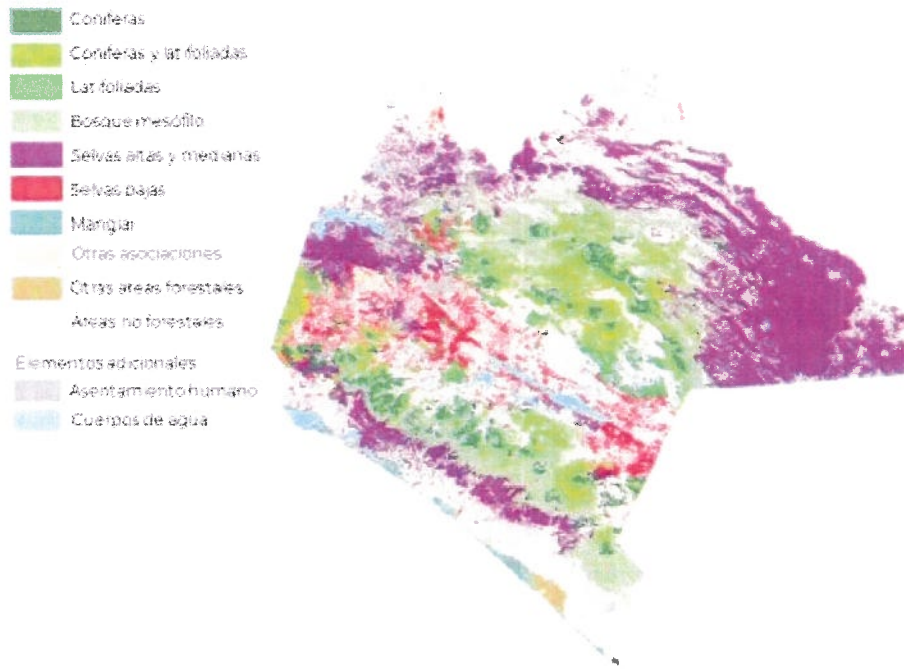 Coníferas
Coníferas y latifoliadas
Latifoliadas
Bosque mesófilo
Selvas altas y medianas
Selvas bajas
Manglar
Otras asociaciones
Otras áreas forestales
Áreas no forestales
Elementos adicionales
Asentamiento humano
Cuerpos de agua